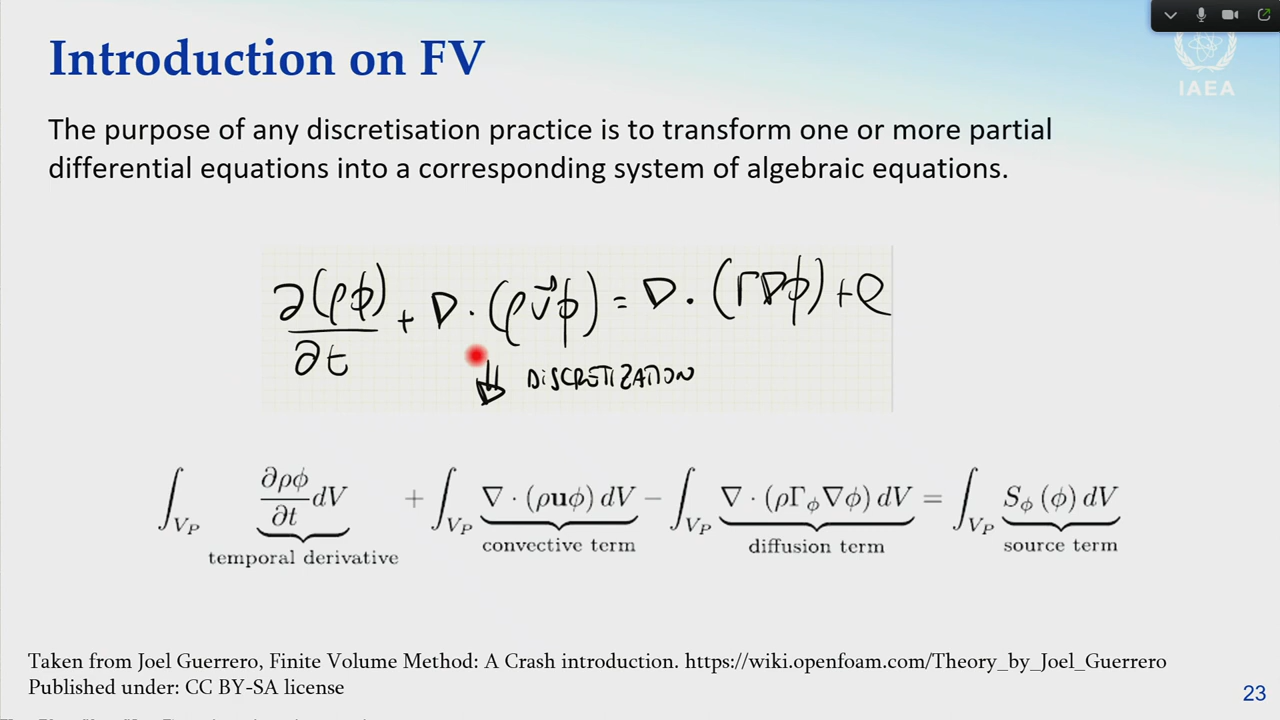 IAEA
Introduction on FV
The purpose of any discretisation practice is to transform one or more partial
differential equations into a corresponding system of algebraic equations.
∂(ρϕ)/∂t + ∇·(ρv⃗ϕ) = ∇·(Γ∇ϕ) + Q
⇓ DISCRETIZATION
∫_{V_P} ∂ρϕ/∂t dV + ∫_{V_P} ∇·(ρuϕ) dV − ∫_{V_P} ∇·(ρΓ_ϕ∇ϕ) dV = ∫_{V_P} S_ϕ(ϕ) dV
temporal derivative convective term diffusion term source term
Taken from Joel Guerrero, Finite Volume Method: A Crash introduction. https://wiki.openfoam.com/Theory_by_Joel_Guerrero
Published under: CC BY-SA license
23